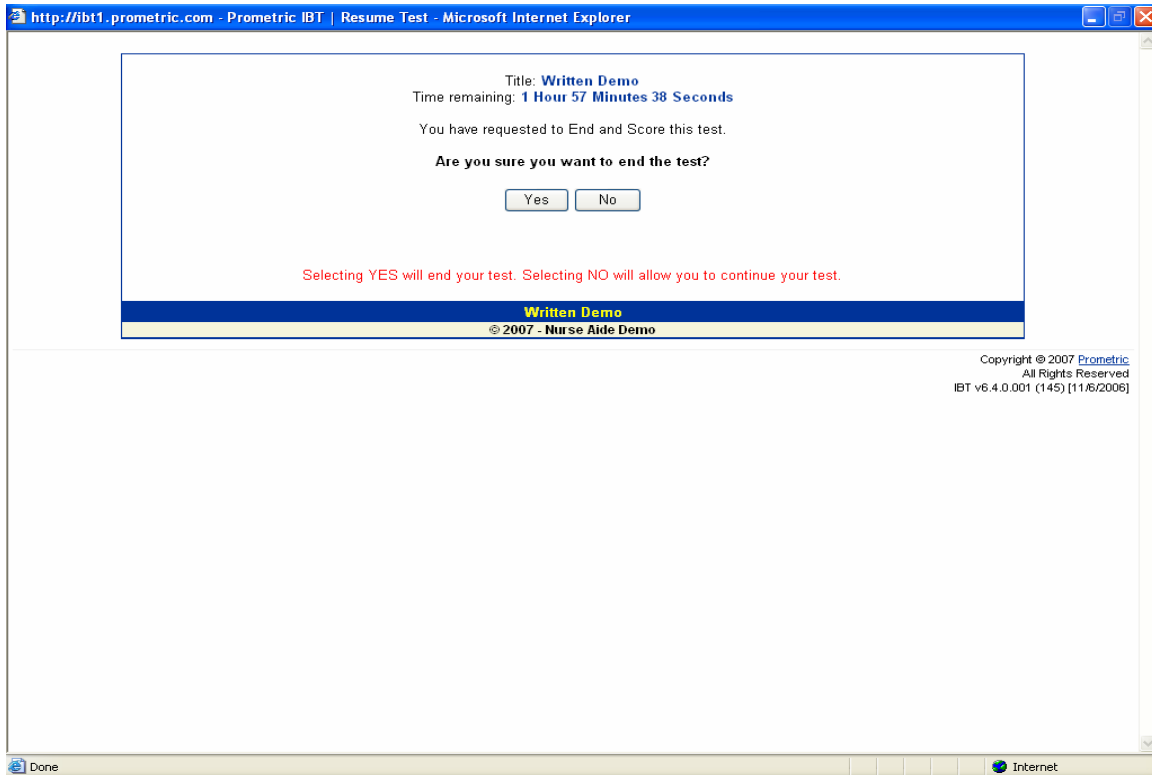 http://ibt1.prometric.com - Prometric IBT | Resume Test - Microsoft Internet Explorer
Title: Written Demo
Time remaining: 1 Hour 57 Minutes 38 Seconds
You have requested to End and Score this test.
Are you sure you want to end the test?
Yes No
Selecting YES will end your test. Selecting NO will allow you to continue your test.
Written Demo
© 2007 - Nurse Aide Demo
Copyright © 2007 Prometric
All Rights Reserved
IBT v6.4.0.001 (145) [11/6/2006]
Done Internet